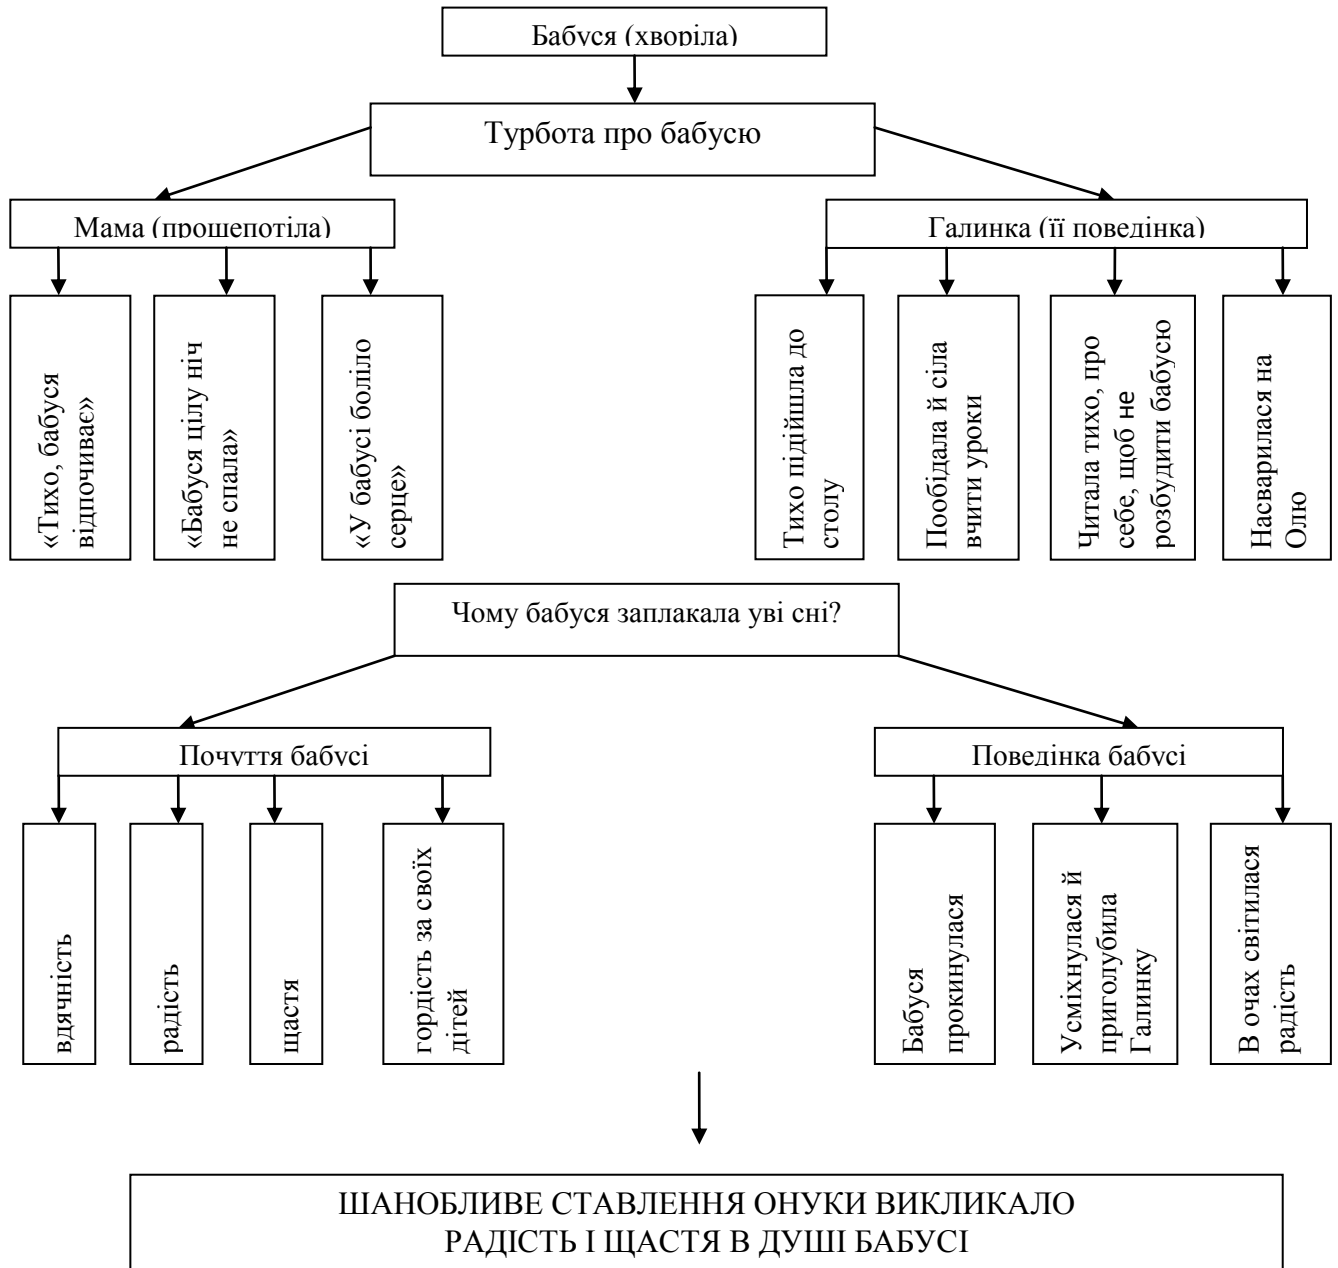 Бабуся (хворіла)
Турбота про бабусю
Мама (прошепотіла)
Галинка (її поведінка)
«Тихо, бабуся
відпочиває»
«Бабуся цілу ніч
не спала»
«У бабусі боліло
серце»
Тихо підійшла до
столу
Пообідала й сіла
вчити уроки
Читала тихо, про
себе, щоб не
розбудити бабусю
Насварилася на
Олю
Чому бабуся заплакала уві сні?
Почуття бабусі
Поведінка бабусі
вдячність
радість
щастя
гордість за своїх
дітей
Бабуся
прокинулася
Усміхнулася й
приголубила
Галинку
В очах світилася
радість
ШАНОБЛИВЕ СТАВЛЕННЯ ОНУКИ ВИКЛИКАЛО
РАДІСТЬ І ЩАСТЯ В ДУШІ БАБУСІ